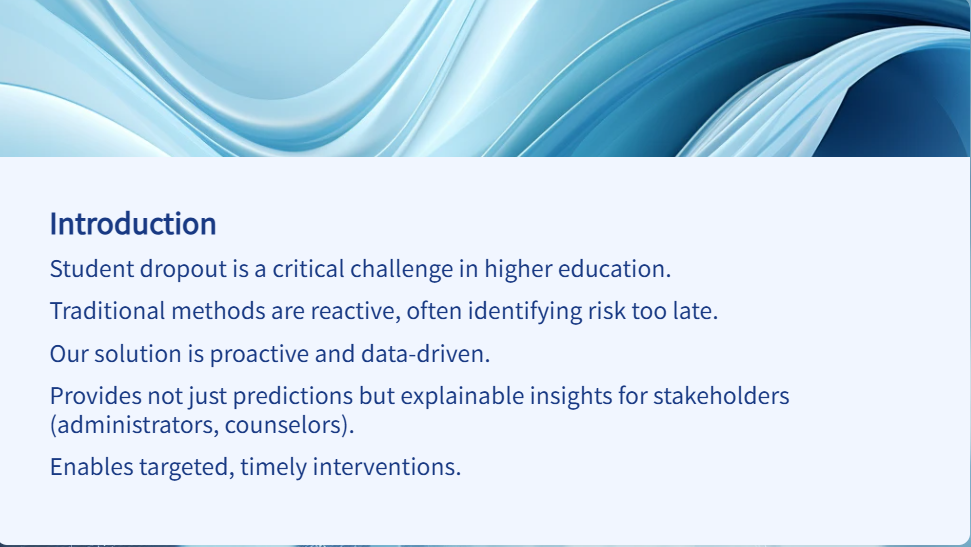 Introduction
Student dropout is a critical challenge in higher education.
Traditional methods are reactive, often identifying risk too late.
Our solution is proactive and data-driven.
Provides not just predictions but explainable insights for stakeholders
(administrators, counselors).
Enables targeted, timely interventions.